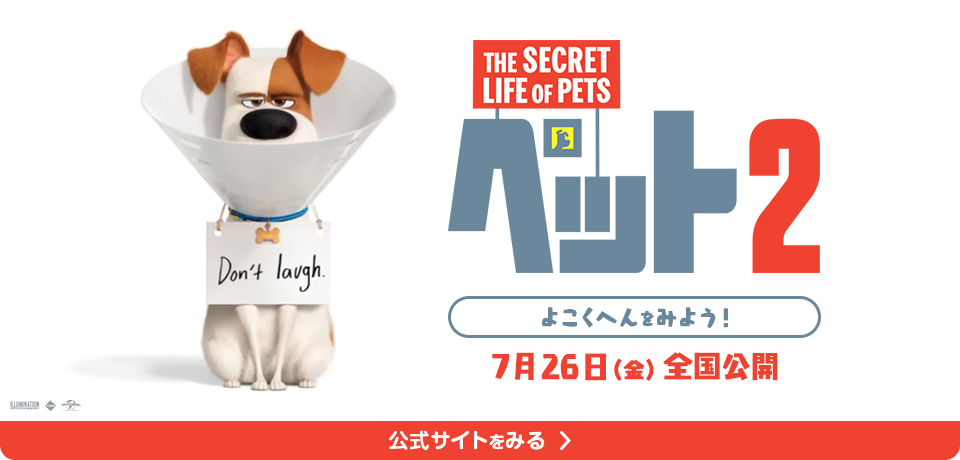 THE SECRET
LIFE OF PETS
ペット2
Don't laugh.
よこくへんをみよう！
7月26日（金）全国公開
ILLUMINATION
公式サイトをみる